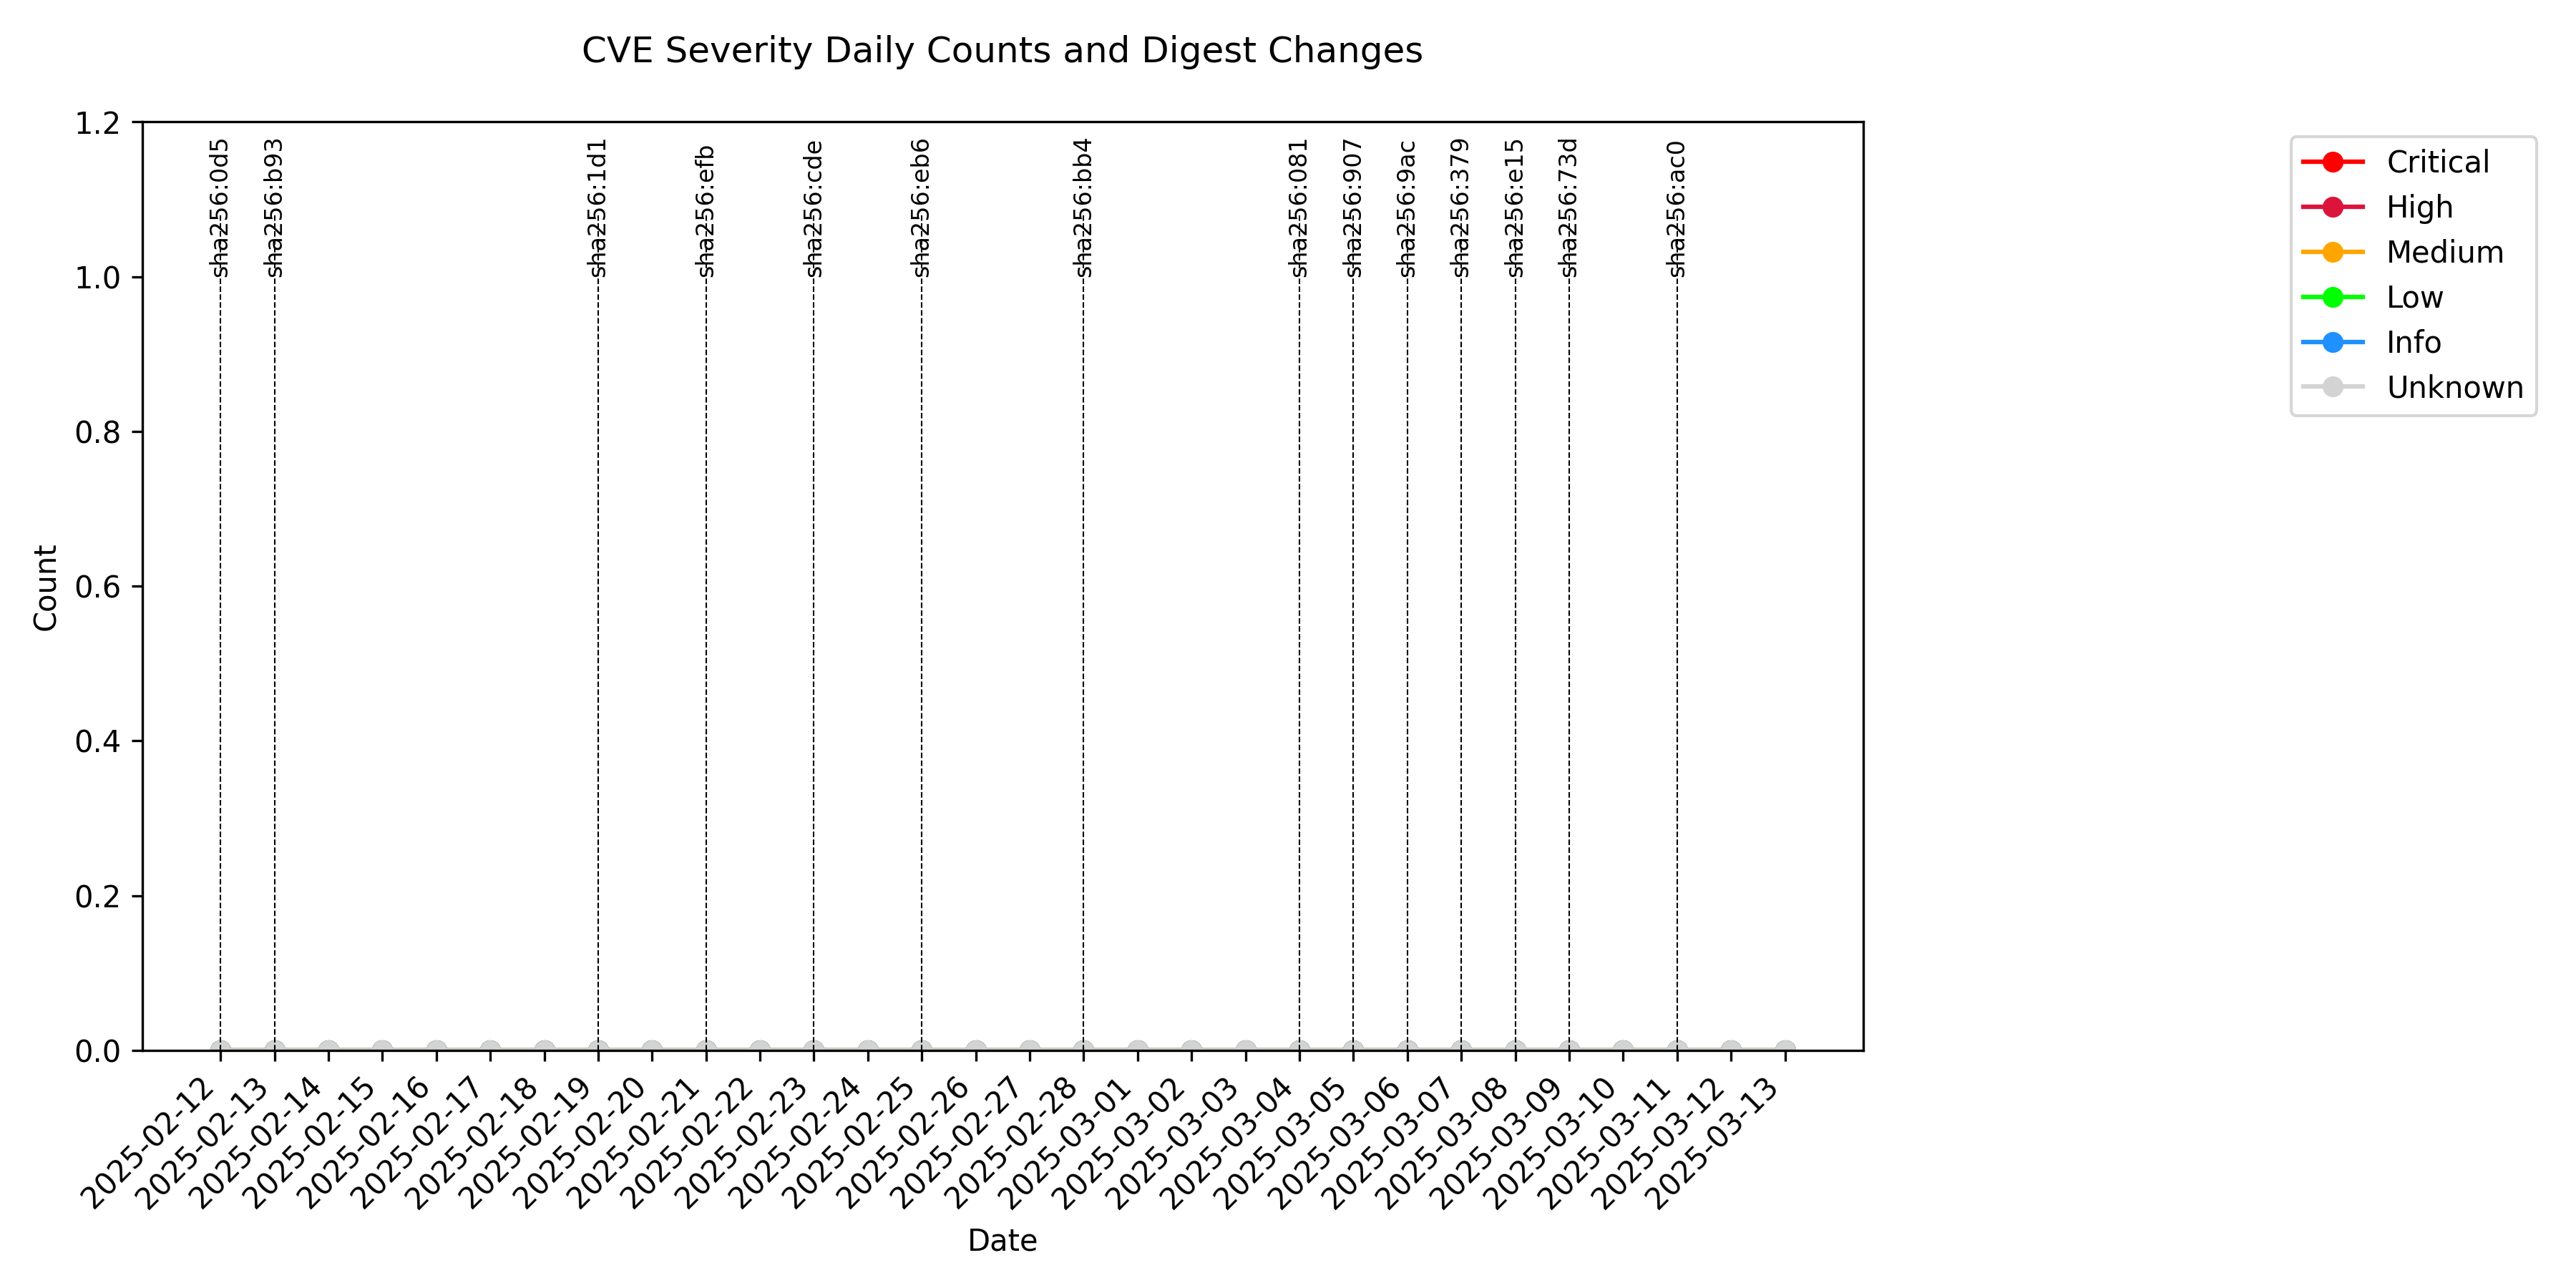 CVE Severity Daily Counts and Digest Changes
1.2
1.0
0.8
0.6
0.4
0.2
0.0
Count
sha256:0d5
sha256:b93
sha256:1d1
sha256:efb
sha256:cde
sha256:eb6
sha256:bb4
sha256:081
sha256:907
sha256:9ac
sha256:379
sha256:e15
sha256:73d
sha256:ac0
Critical
High
Medium
Low
Info
Unknown
2025-02-12
2025-02-13
2025-02-14
2025-02-15
2025-02-16
2025-02-17
2025-02-18
2025-02-19
2025-02-20
2025-02-21
2025-02-22
2025-02-23
2025-02-24
2025-02-25
2025-02-26
2025-02-27
2025-02-28
2025-03-01
2025-03-02
2025-03-03
2025-03-04
2025-03-05
2025-03-06
2025-03-07
2025-03-08
2025-03-09
2025-03-10
2025-03-11
2025-03-12
2025-03-13
Date